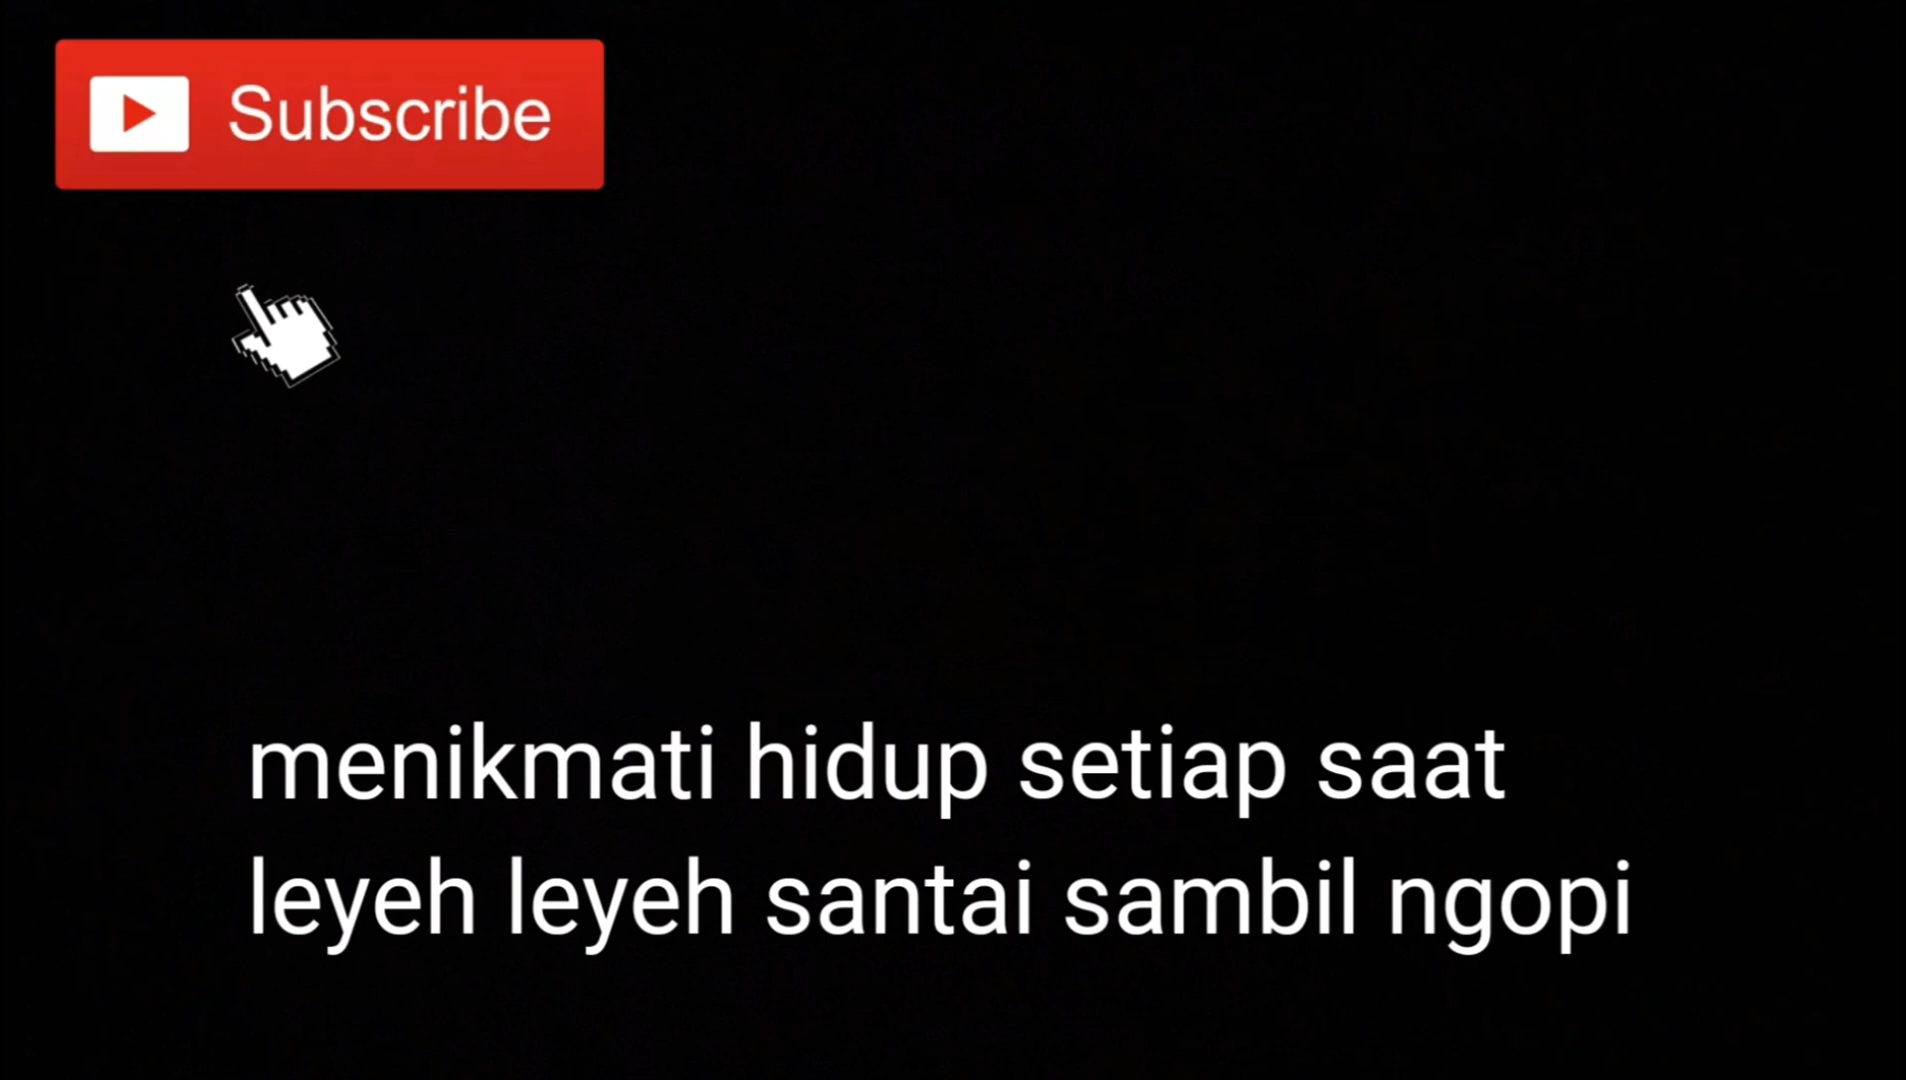 Subscribe
menikmati hidup setiap saat
leyeh leyeh santai sambil ngopi